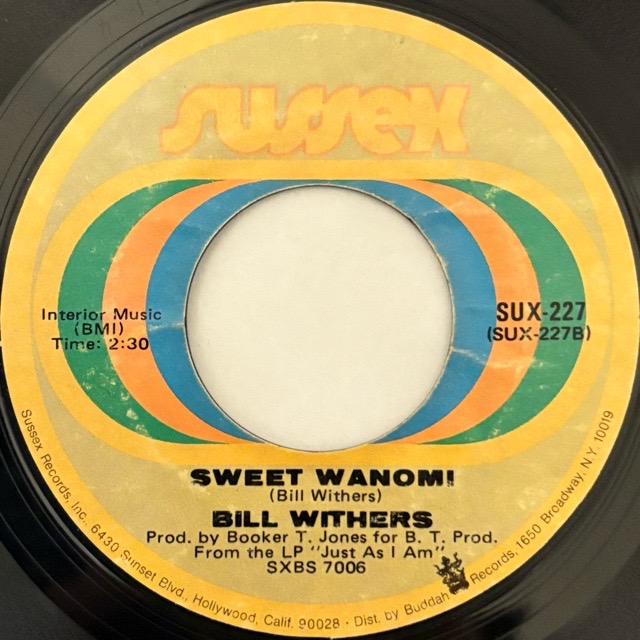 sussex
Interior Music
(BMI)
Time: 2:30
SUX-227
(SUX-227B)
SWEET WANOMI
(Bill Withers)
BILL WITHERS
Prod. by Booker T. Jones for B. T. Prod.
From the LP "Just As I Am"
SXBS 7006
Sussex Records, Inc. 6430 Sunset Blvd., Hollywood, Calif. 90028 · Dist. by Buddah Records, 1650 Broadway, N.Y. 10019